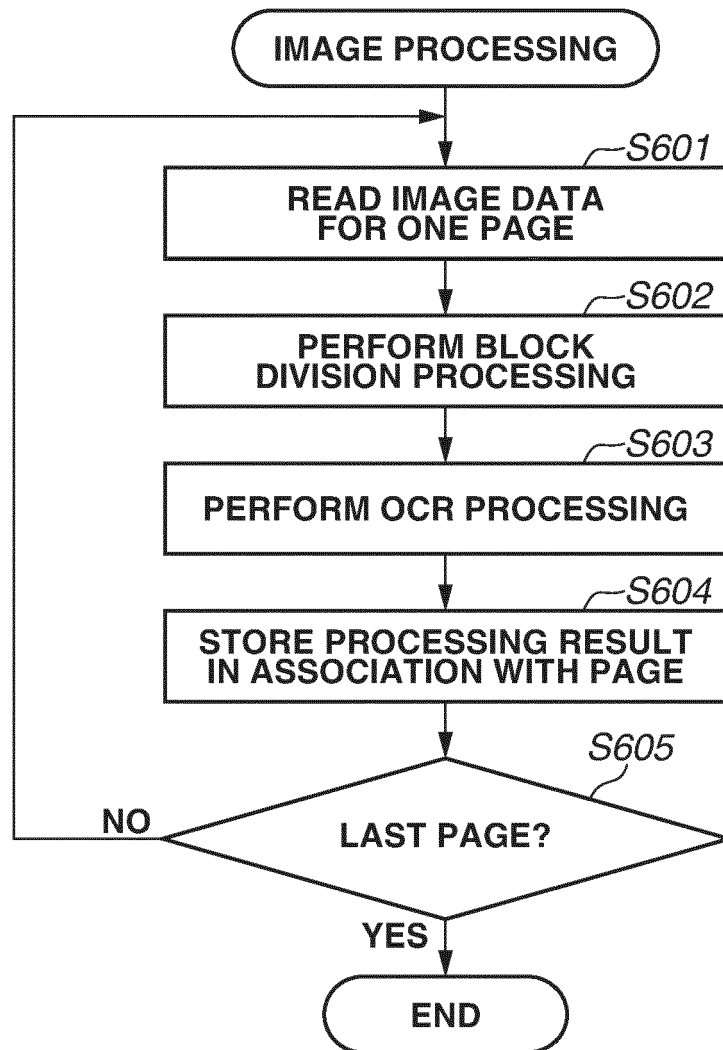 IMAGE PROCESSING
S601
READ IMAGE DATA
FOR ONE PAGE
S602
PERFORM BLOCK
DIVISION PROCESSING
S603
PERFORM OCR PROCESSING
S604
STORE PROCESSING RESULT
IN ASSOCIATION WITH PAGE
S605
NO
LAST PAGE?
YES
END